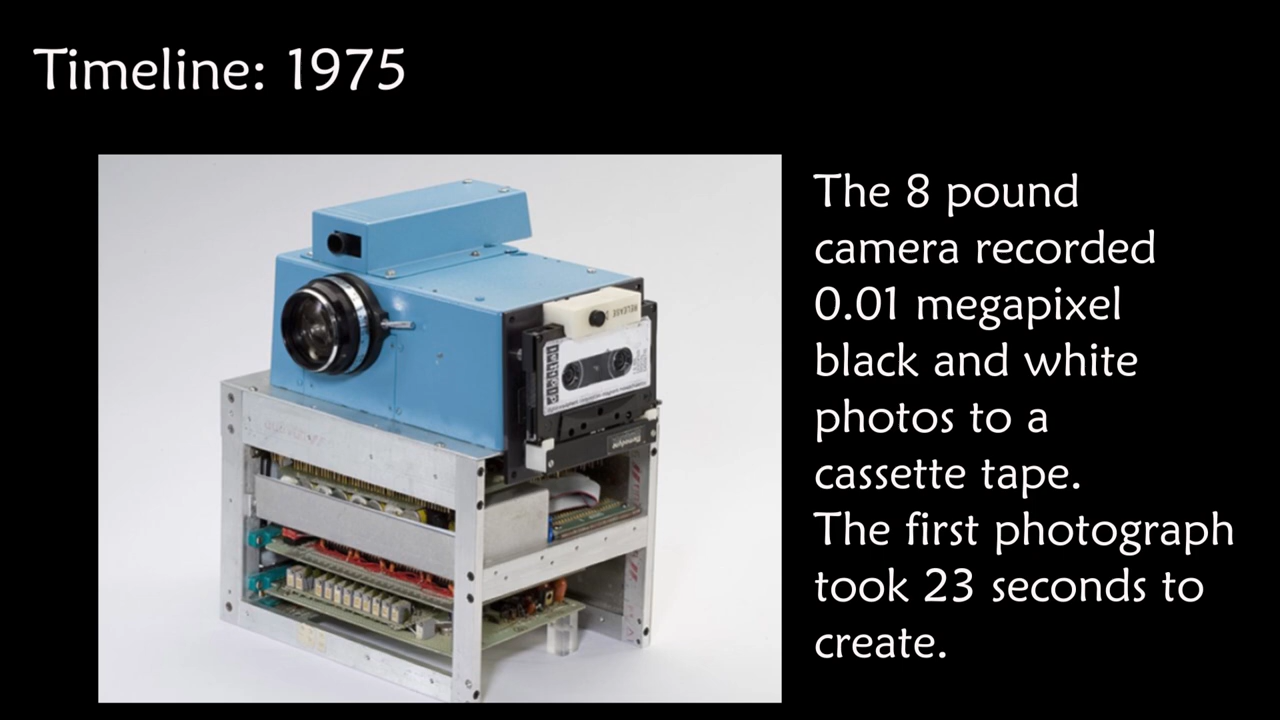 Timeline: 1975
The 8 pound
camera recorded
0.01 megapixel
black and white
photos to a
cassette tape.
The first photograph
took 23 seconds to
create.
RELEASE